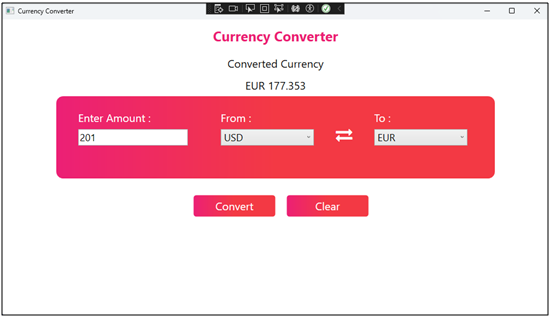 Currency Converter
Currency Converter
Converted Currency
EUR 177.353
Enter Amount :
From :
To :
201
USD
EUR
Convert
Clear